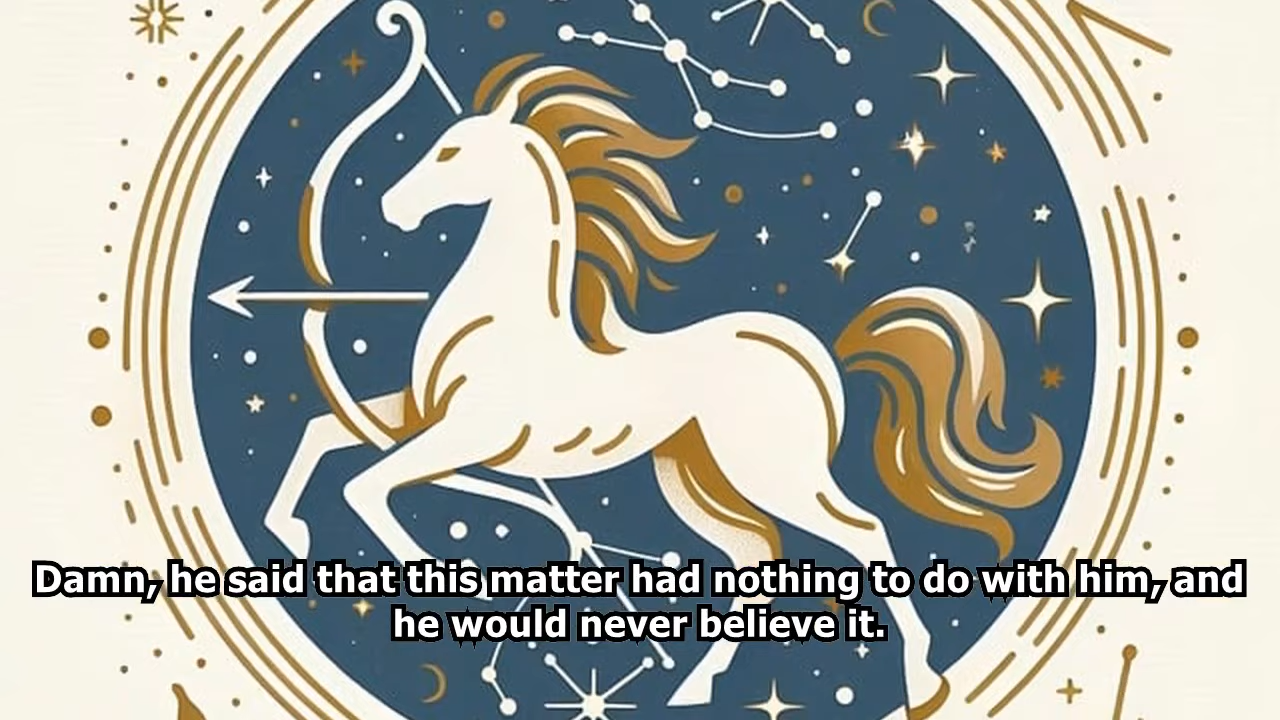 Damn, he said that this matter had nothing to do with him, and
he would never believe it.